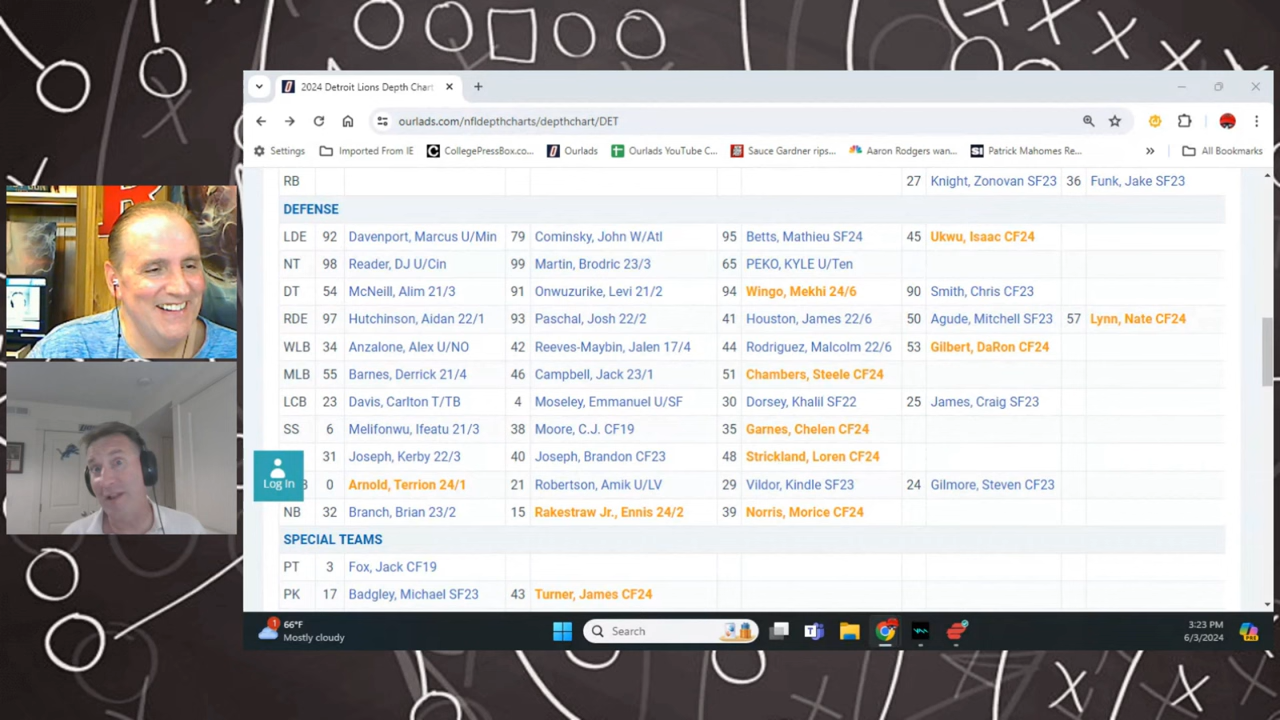 2024 Detroit Lions Depth Chart
ourlads.com/nfldepthcharts/depthchart/DET
Settings Imported From IE CollegePressBox.co... Ourlads Ourlads YouTube C... Sauce Gardner rips... Aaron Rodgers wan... Patrick Mahomes Re... » All Bookmarks
RB 27 Knight, Zonovan SF23 36 Funk, Jake SF23
DEFENSE
LDE 92 Davenport, Marcus U/Min 79 Cominsky, John W/Atl 95 Betts, Mathieu SF24 45 Ukwu, Isaac CF24
NT 98 Reader, DJ U/Cin 99 Martin, Brodric 23/3 65 PEKO, KYLE U/Ten
DT 54 McNeill, Alim 21/3 91 Onwuzurike, Levi 21/2 94 Wingo, Mekhi 24/6 90 Smith, Chris CF23
RDE 97 Hutchinson, Aidan 22/1 93 Paschal, Josh 22/2 41 Houston, James 22/6 50 Agude, Mitchell SF23 57 Lynn, Nate CF24
WLB 34 Anzalone, Alex U/NO 42 Reeves-Maybin, Jalen 17/4 44 Rodriguez, Malcolm 22/6 53 Gilbert, DaRon CF24
MLB 55 Barnes, Derrick 21/4 46 Campbell, Jack 23/1 51 Chambers, Steele CF24
LCB 23 Davis, Carlton T/TB 4 Moseley, Emmanuel U/SF 30 Dorsey, Khalil SF22 25 James, Craig SF23
SS 6 Melifonwu, Ifeatu 21/3 38 Moore, C.J. CF19 35 Garnes, Chelen CF24
31 Joseph, Kerby 22/3 40 Joseph, Brandon CF23 48 Strickland, Loren CF24
Log In
0 Arnold, Terrion 24/1 21 Robertson, Amik U/LV 29 Vildor, Kindle SF23 24 Gilmore, Steven CF23
NB 32 Branch, Brian 23/2 15 Rakestraw Jr., Ennis 24/2 39 Norris, Morice CF24
SPECIAL TEAMS
PT 3 Fox, Jack CF19
PK 17 Badgley, Michael SF23 43 Turner, James CF24
1 66°F
Mostly cloudy
Search
3:23 PM
6/3/2024